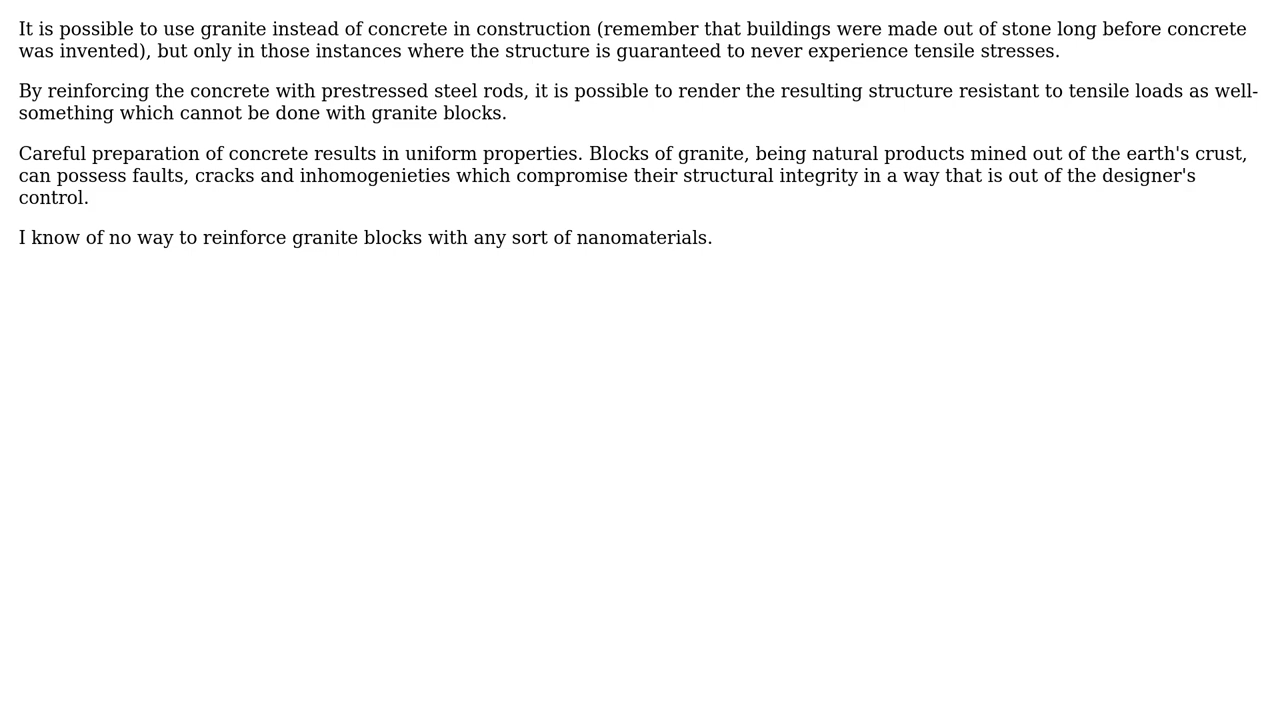 It is possible to use granite instead of concrete in construction (remember that buildings were made out of stone long before concrete
was invented), but only in those instances where the structure is guaranteed to never experience tensile stresses.
By reinforcing the concrete with prestressed steel rods, it is possible to render the resulting structure resistant to tensile loads as well-
something which cannot be done with granite blocks.
Careful preparation of concrete results in uniform properties. Blocks of granite, being natural products mined out of the earth's crust,
can possess faults, cracks and inhomogenieties which compromise their structural integrity in a way that is out of the designer's
control.
I know of no way to reinforce granite blocks with any sort of nanomaterials.